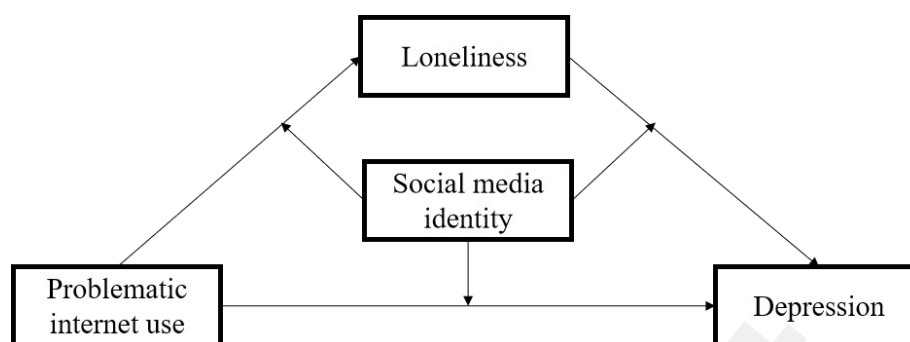 Loneliness
Social media
identity
Problematic
internet use
Depression